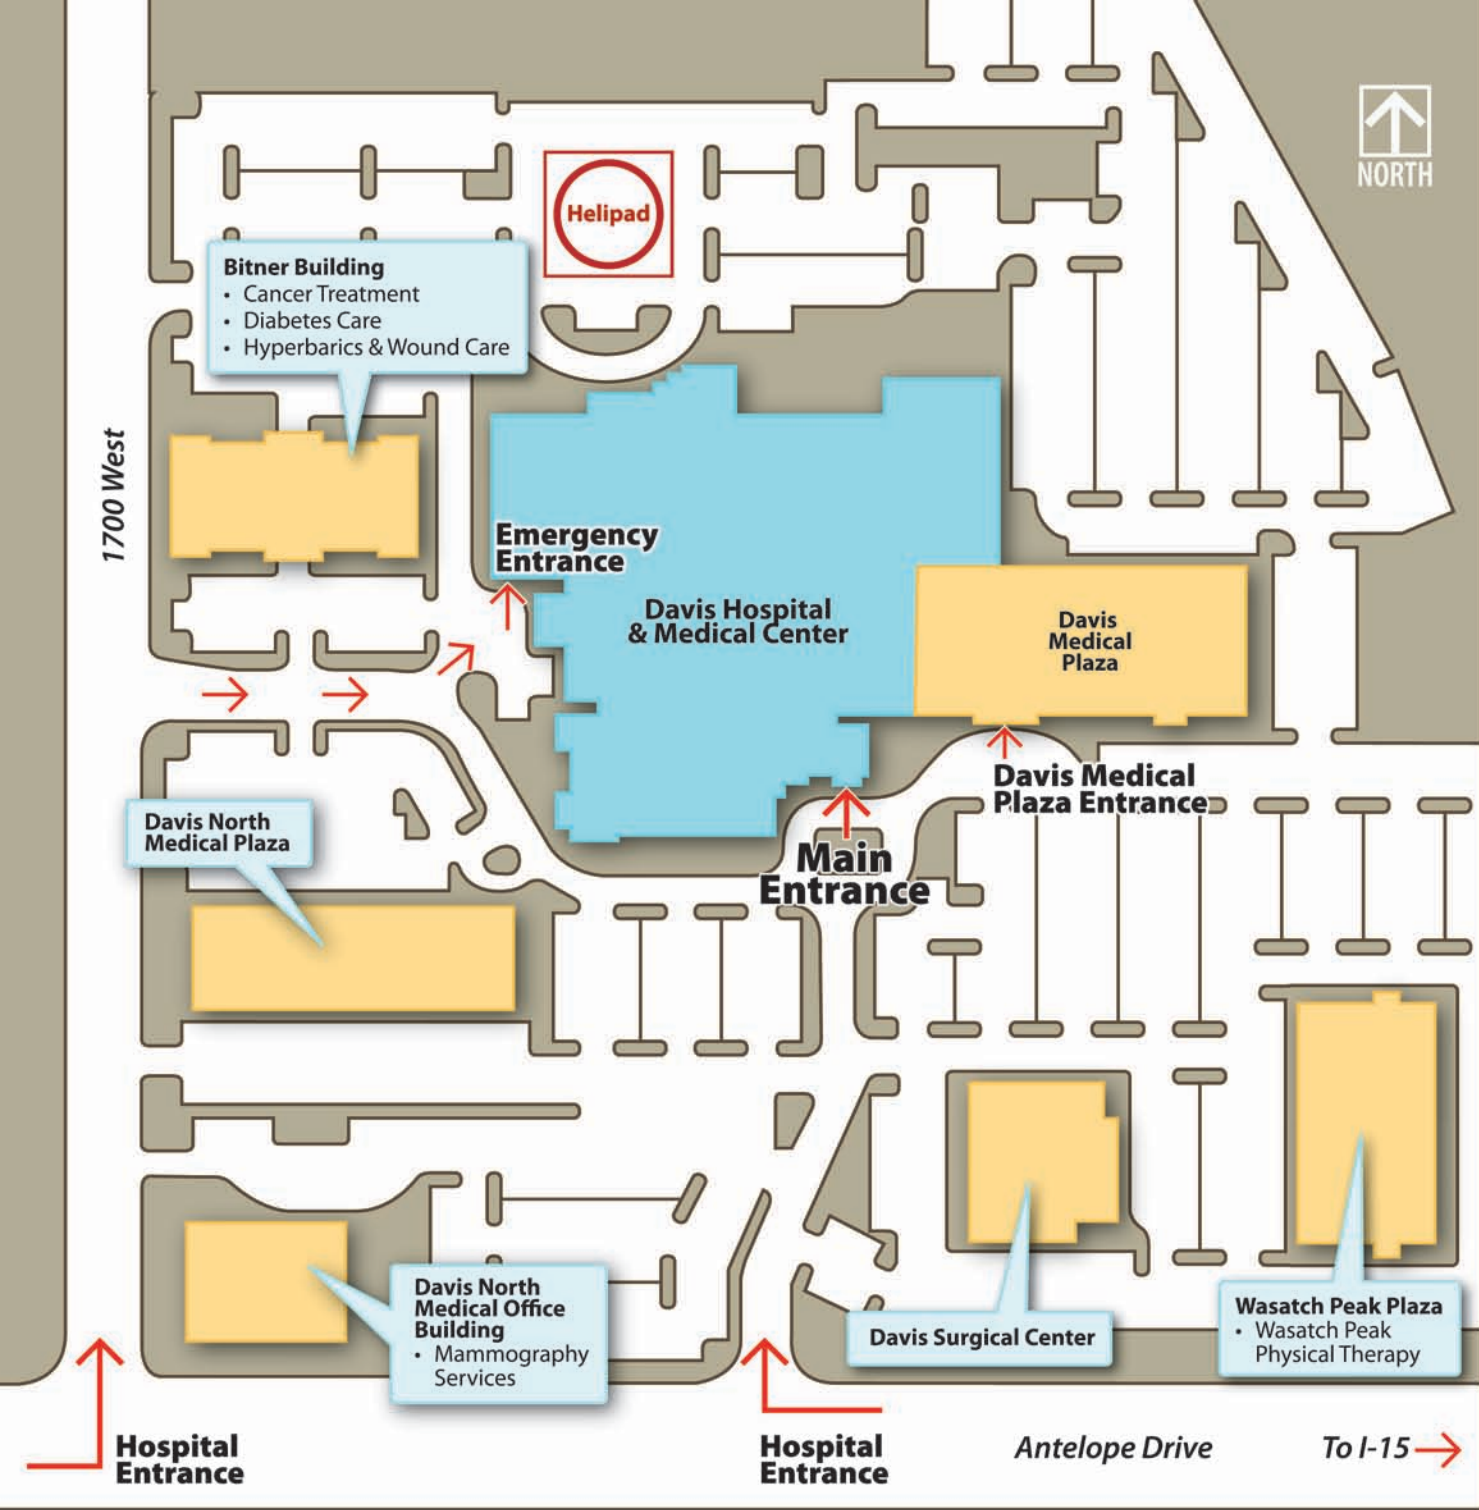 NORTH
Helipad
Bitner Building
• Cancer Treatment
• Diabetes Care
• Hyperbarics & Wound Care
1700 West
Emergency
Entrance
Davis Hospital
& Medical Center
Davis
Medical
Plaza
Davis Medical
Plaza Entrance
Davis North
Medical Plaza
Main
Entrance
Davis North
Medical Office
Building
• Mammography
Services
Davis Surgical Center
Wasatch Peak Plaza
• Wasatch Peak
Physical Therapy
Hospital
Entrance
Hospital
Entrance
Antelope Drive
To I-15